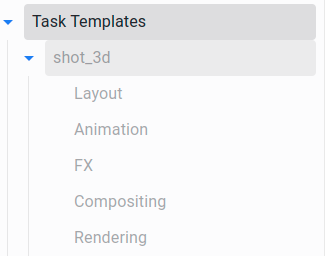 Task Templates
shot_3d
Layout
Animation
FX
Compositing
Rendering